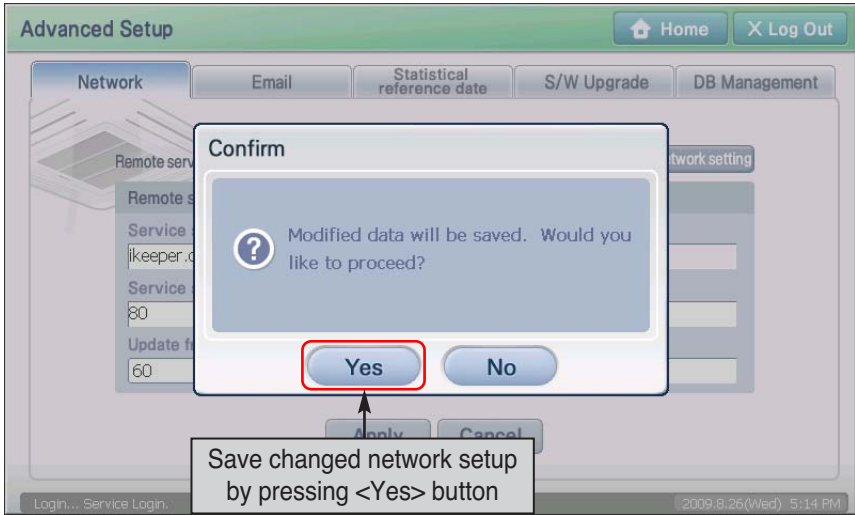 Advanced Setup
Home
X Log Out
Network
Email
Statistical
reference date
S/W Upgrade
DB Management
Remote serv
twork setting
Confirm
Remote s
Service s
ikeeper.c
Modified data will be saved. Would you
like to proceed?
Service s
80
Update fr
60
Yes
No
Apply
Cancel
Save changed network setup
by pressing <Yes> button
Login... Service Login.
2009.8.26(Wed) 5:14 PM